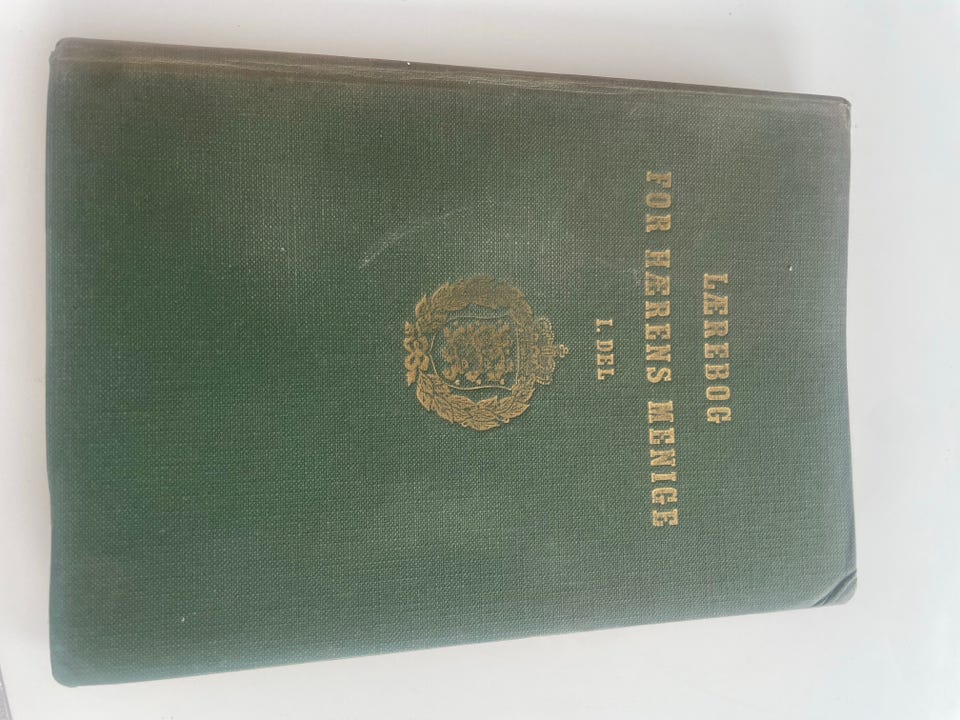 LÆREBOG
FOR HÆRENS MENIGE
I. DEL